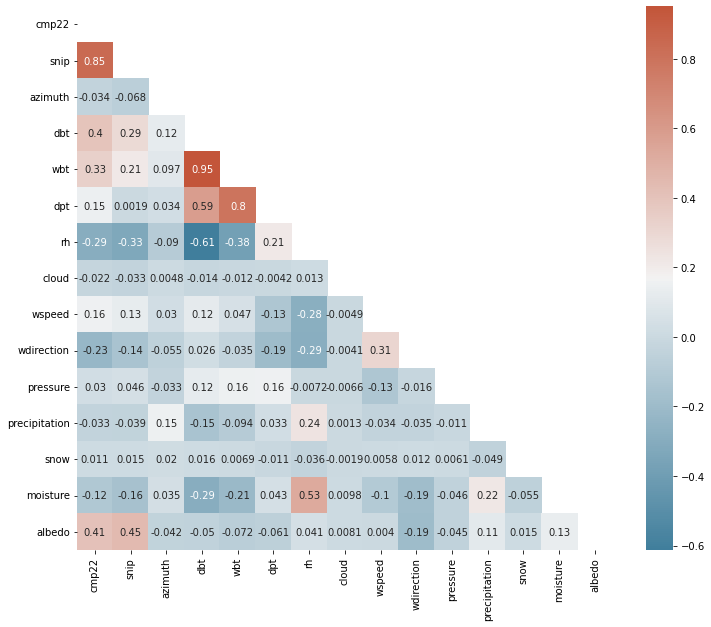 cmp22
snip 0.85
azimuth -0.034 -0.068
dbt 0.4 0.29 0.12
wbt 0.33 0.21 0.097 0.95
dpt 0.15 0.0019 0.034 0.59 0.8
rh -0.29 -0.33 -0.09 -0.61 -0.38 0.21
cloud -0.022 -0.033 0.0048 -0.014 -0.012 -0.0042 0.013
wspeed 0.16 0.13 0.03 0.12 0.047 -0.13 -0.28 -0.0049
wdirection -0.23 -0.14 -0.055 0.026 -0.035 -0.19 -0.29 -0.0041 0.31
pressure 0.03 0.046 -0.033 0.12 0.16 0.16 -0.0072 -0.0066 -0.13 -0.016
precipitation -0.033 -0.039 0.15 -0.15 -0.094 0.033 0.24 0.0013 -0.034 -0.035 -0.011
snow 0.011 0.015 0.02 0.016 0.0069 -0.011 -0.036 -0.0019 0.0058 0.012 0.0061 -0.049
moisture -0.12 -0.16 0.035 -0.29 -0.21 0.043 0.53 0.0098 -0.1 -0.19 -0.046 0.22 -0.055
albedo 0.41 0.45 -0.042 -0.05 -0.072 -0.061 0.041 0.0081 0.004 -0.19 -0.045 0.11 0.015 0.13
cmp22 snip azimuth dbt wbt dpt rh cloud wspeed wdirection pressure precipitation snow moisture albedo
0.8
0.6
0.4
0.2
0.0
−0.2
−0.4
−0.6